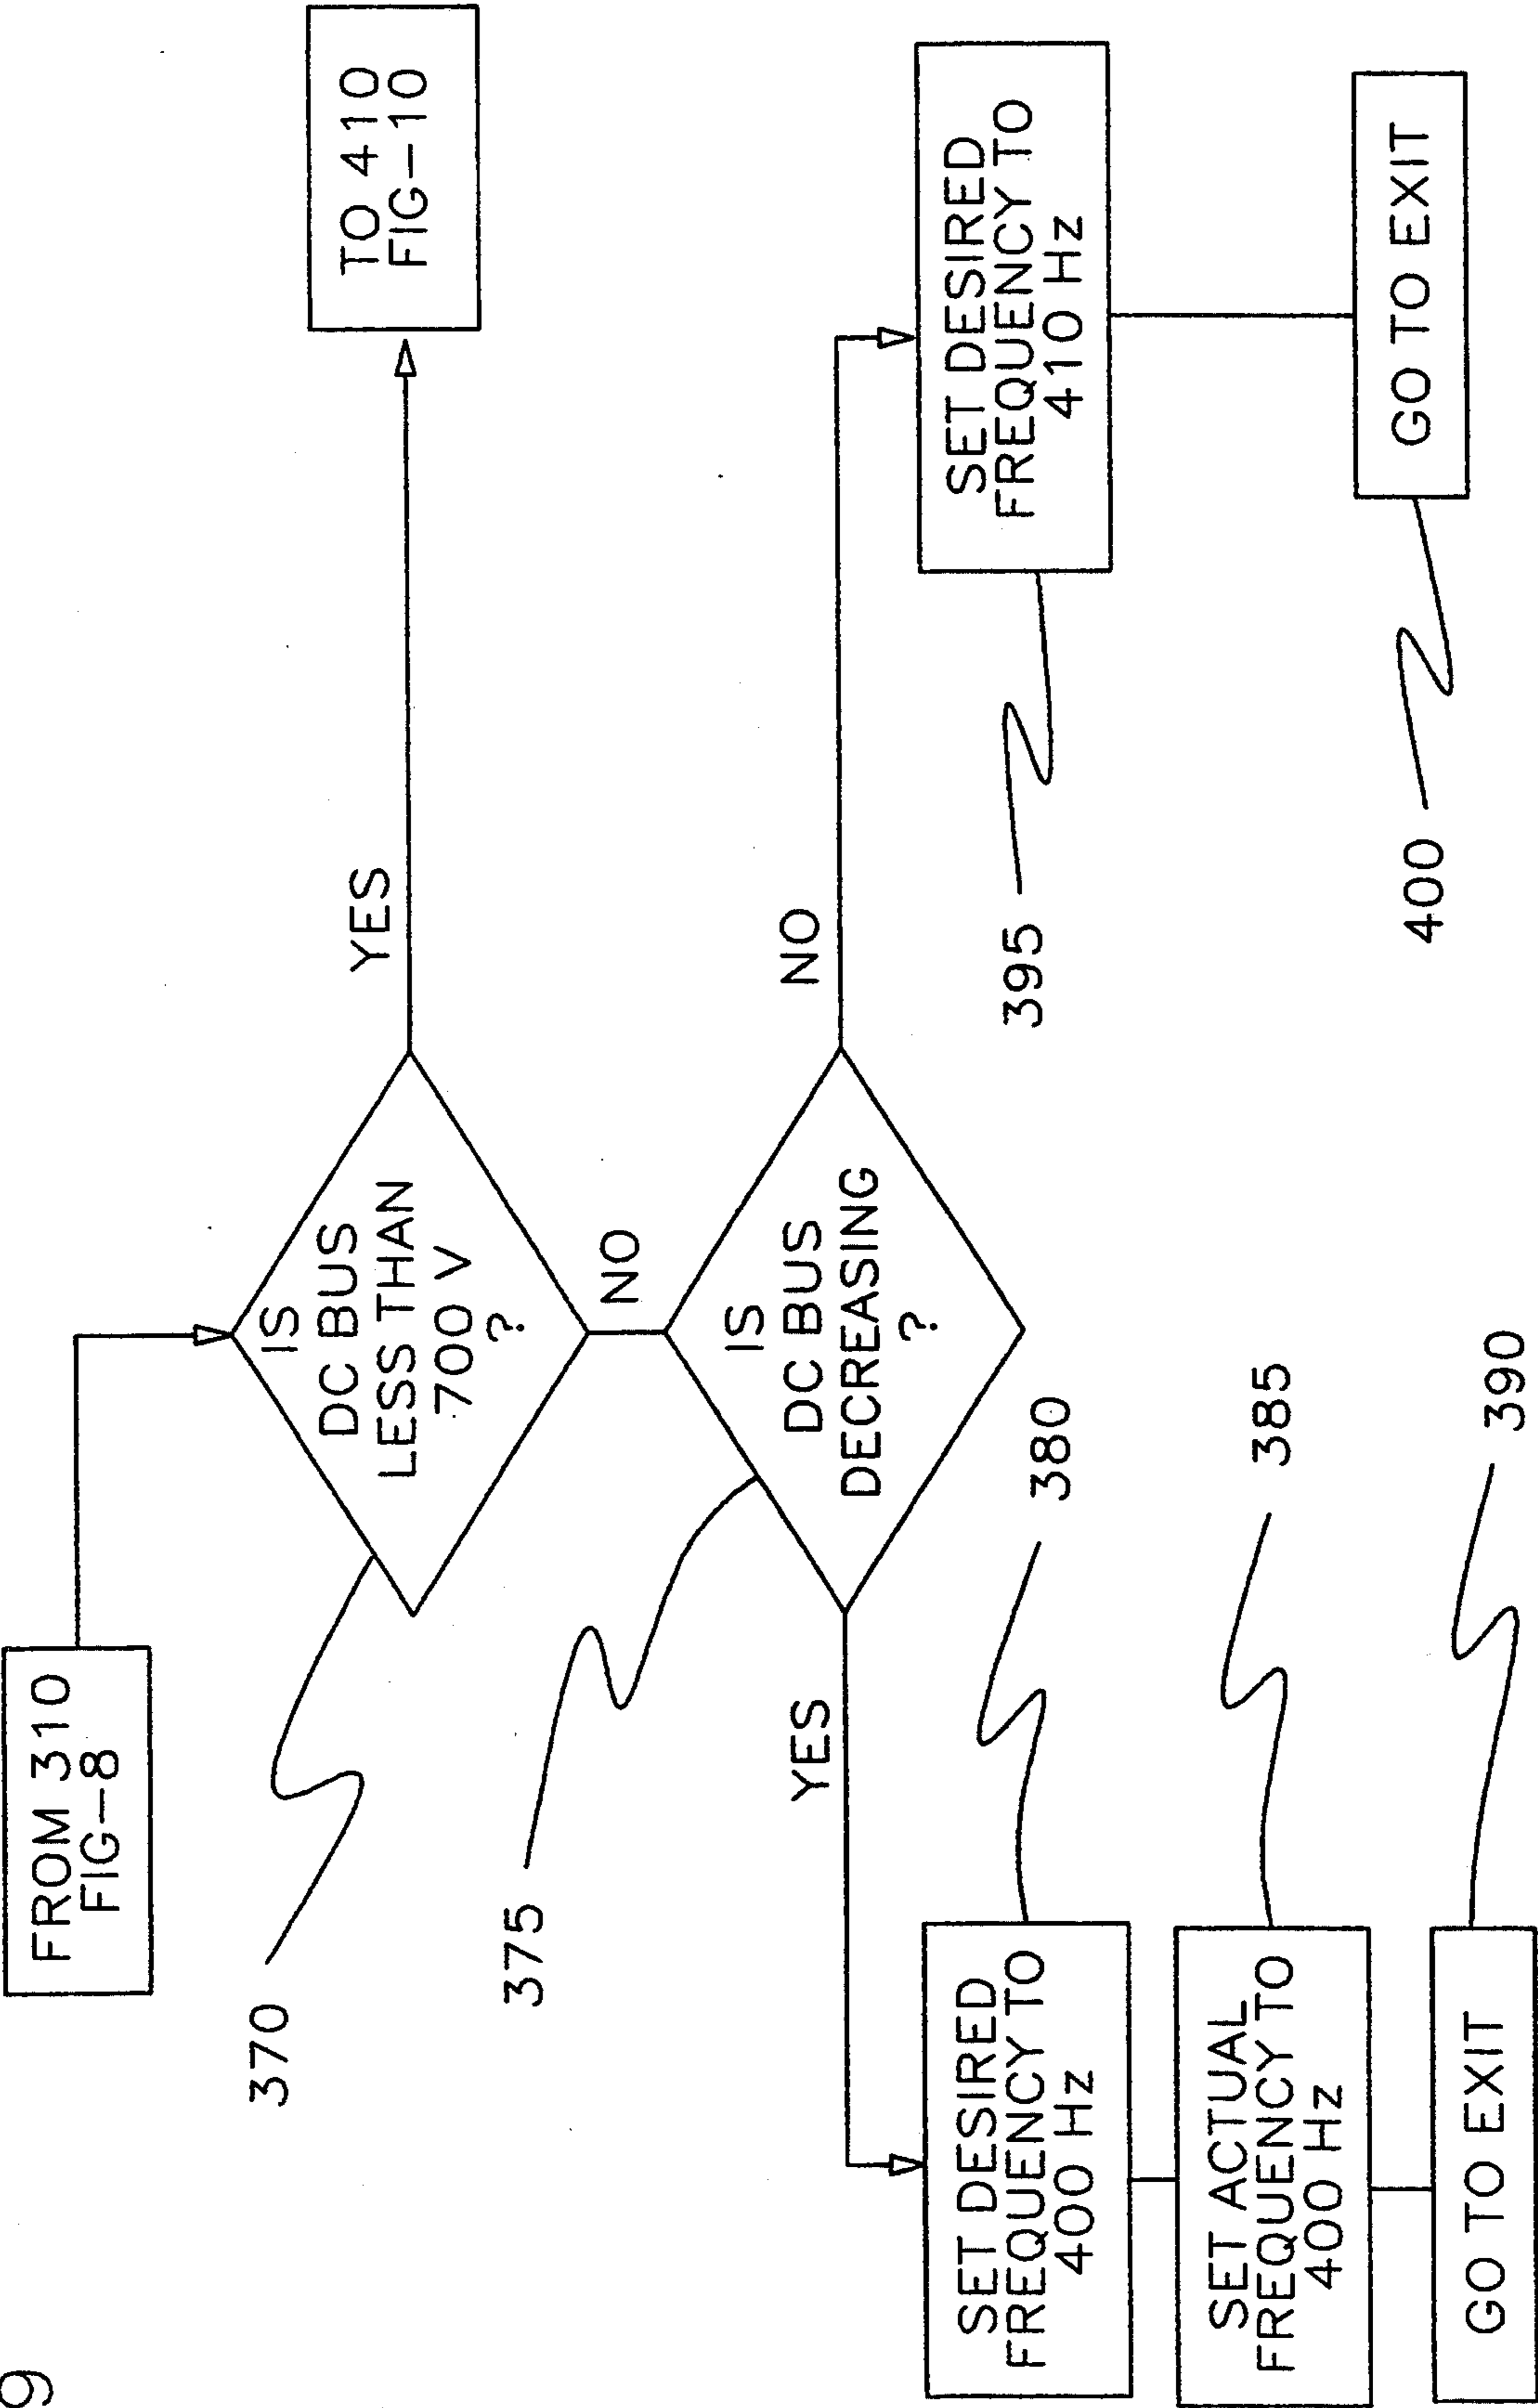 9
FROM 310
FIG-8
370
IS
DC BUS
LESS THAN
700 V
?
YES
TO 410
FIG-10
NO
375
IS
DC BUS
DECREASING
?
YES
NO
SET DESIRED
FREQUENCY TO
400 Hz
380
SET ACTUAL
FREQUENCY TO
400 Hz
385
GO TO EXIT
390
395
SET DESIRED
FREQUENCY TO
410 Hz
400
GO TO EXIT